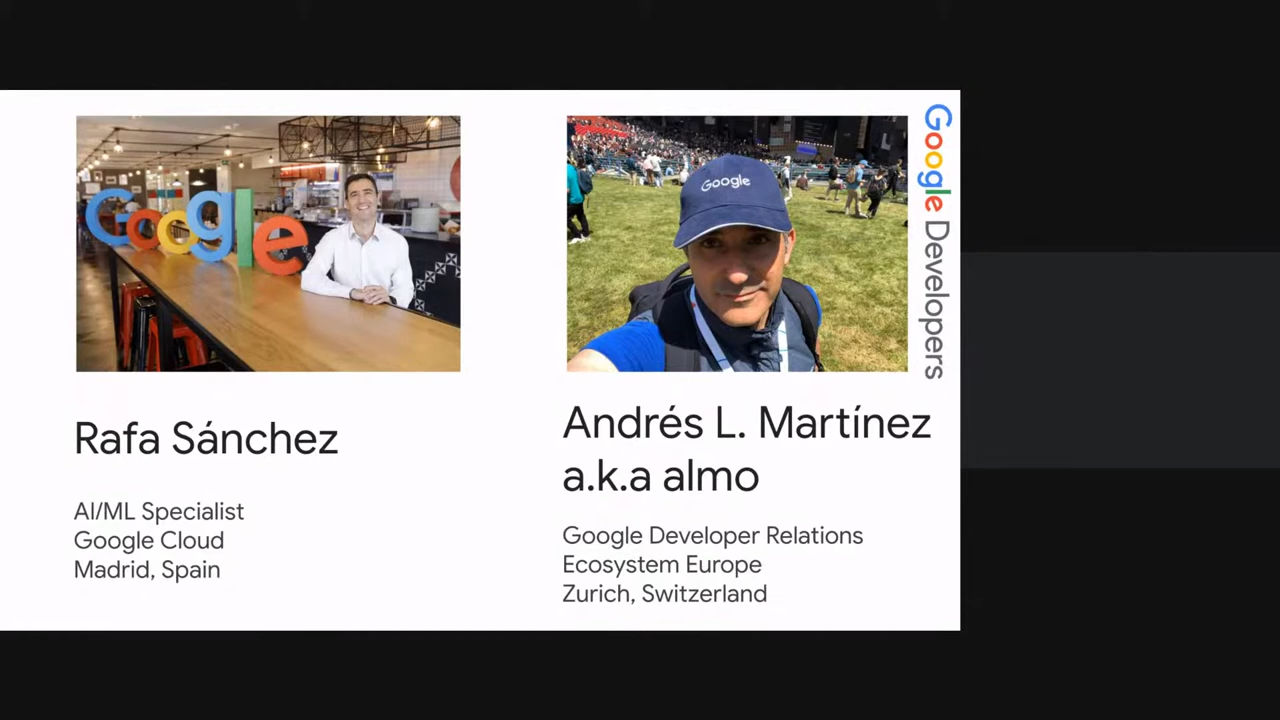 Google
Rafa Sánchez
AI/ML Specialist
Google Cloud
Madrid, Spain
Google
Andrés L. Martínez
a.k.a almo
Google Developer Relations
Ecosystem Europe
Zurich, Switzerland
Google Developers